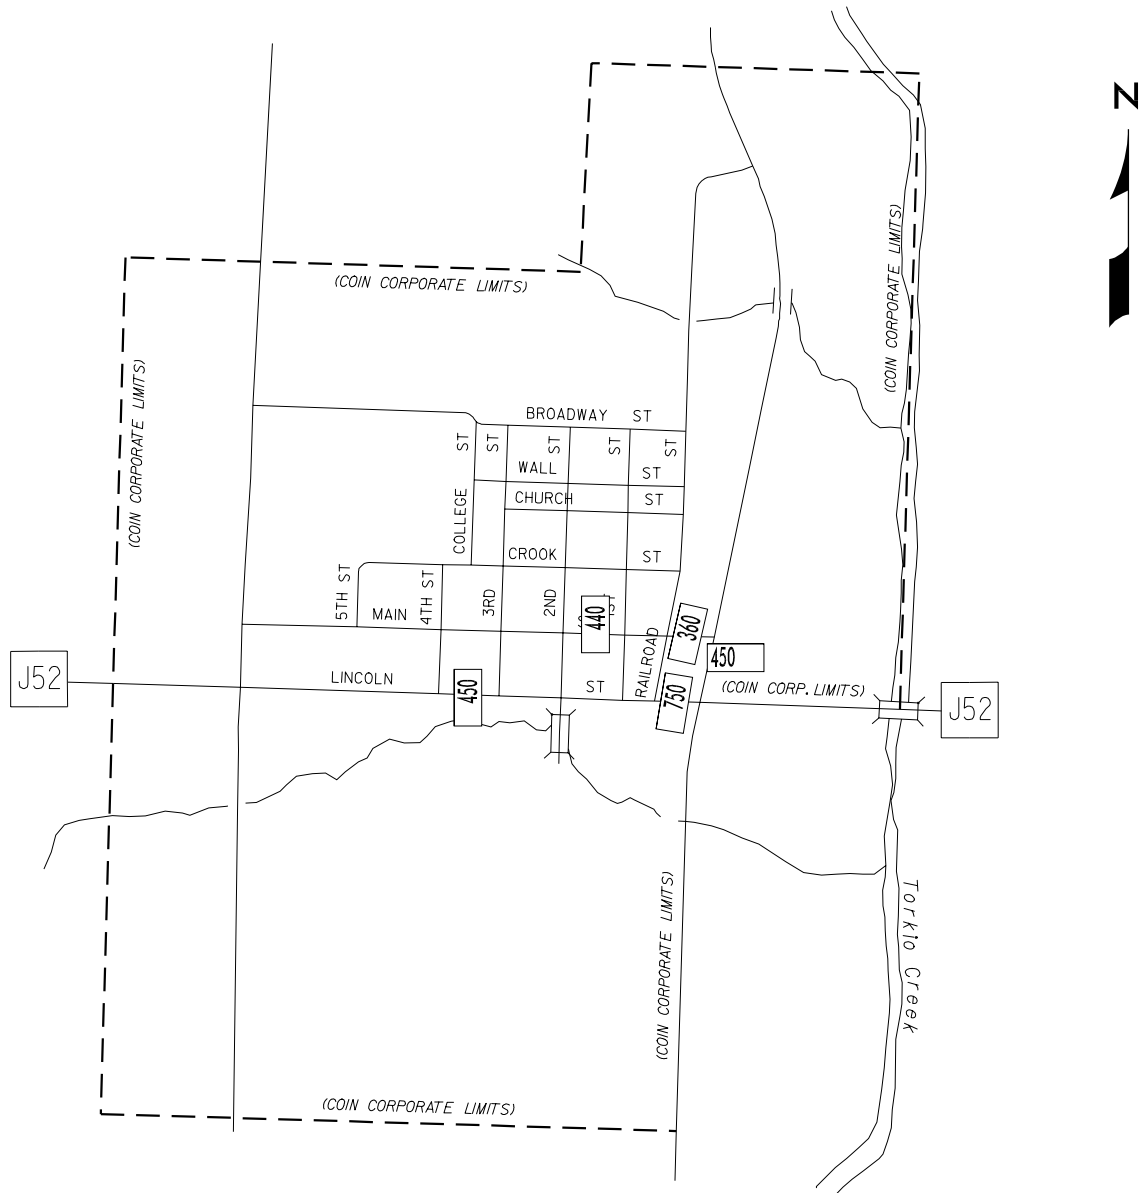 N
(COIN CORPORATE LIMITS)
(COIN CORPORATE LIMITS)
(COIN CORPORATE LIMITS)
BROADWAY ST
COLLEGE ST
ST
ST
ST
ST
WALL ST
CHURCH ST
CROOK ST
5TH ST
MAIN
4TH ST
3RD
2ND
440
RAILROAD
360
450
J52
LINCOLN ST
450
750
(COIN CORP. LIMITS)
J52
(COIN CORPORATE LIMITS)
Torkio Creek
(COIN CORPORATE LIMITS)